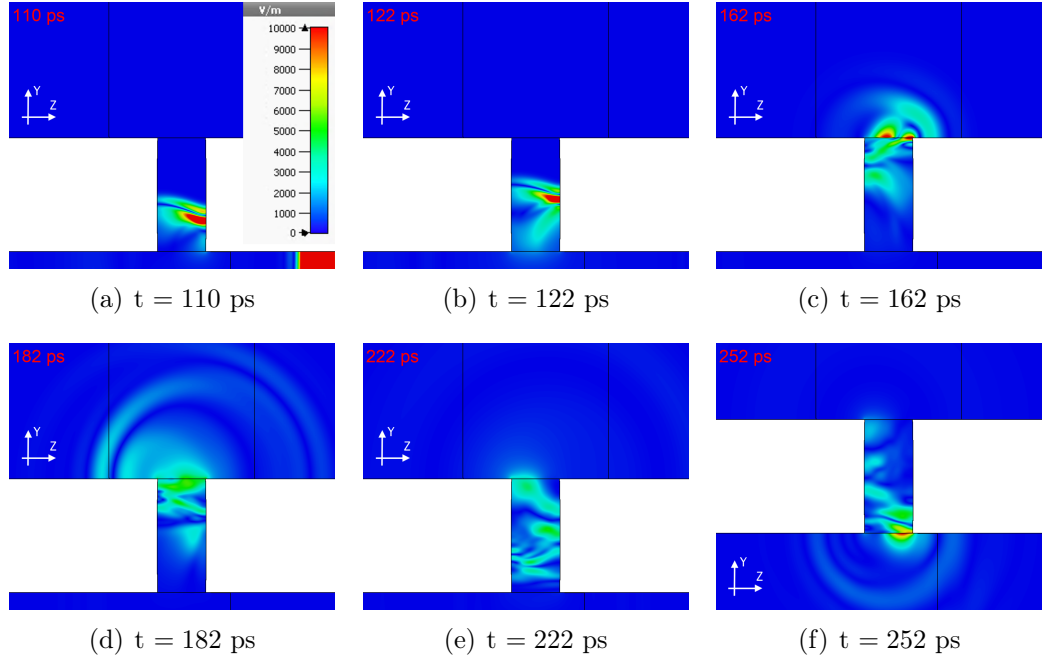 110 ps
V/m
10000
9000
8000
7000
6000
5000
4000
3000
2000
1000
0
Y
Z
122 ps
Y
Z
162 ps
Y
Z
(a) t = 110 ps
(b) t = 122 ps
(c) t = 162 ps
182 ps
Y
Z
222 ps
Y
Z
252 ps
Y
Z
(d) t = 182 ps
(e) t = 222 ps
(f) t = 252 ps